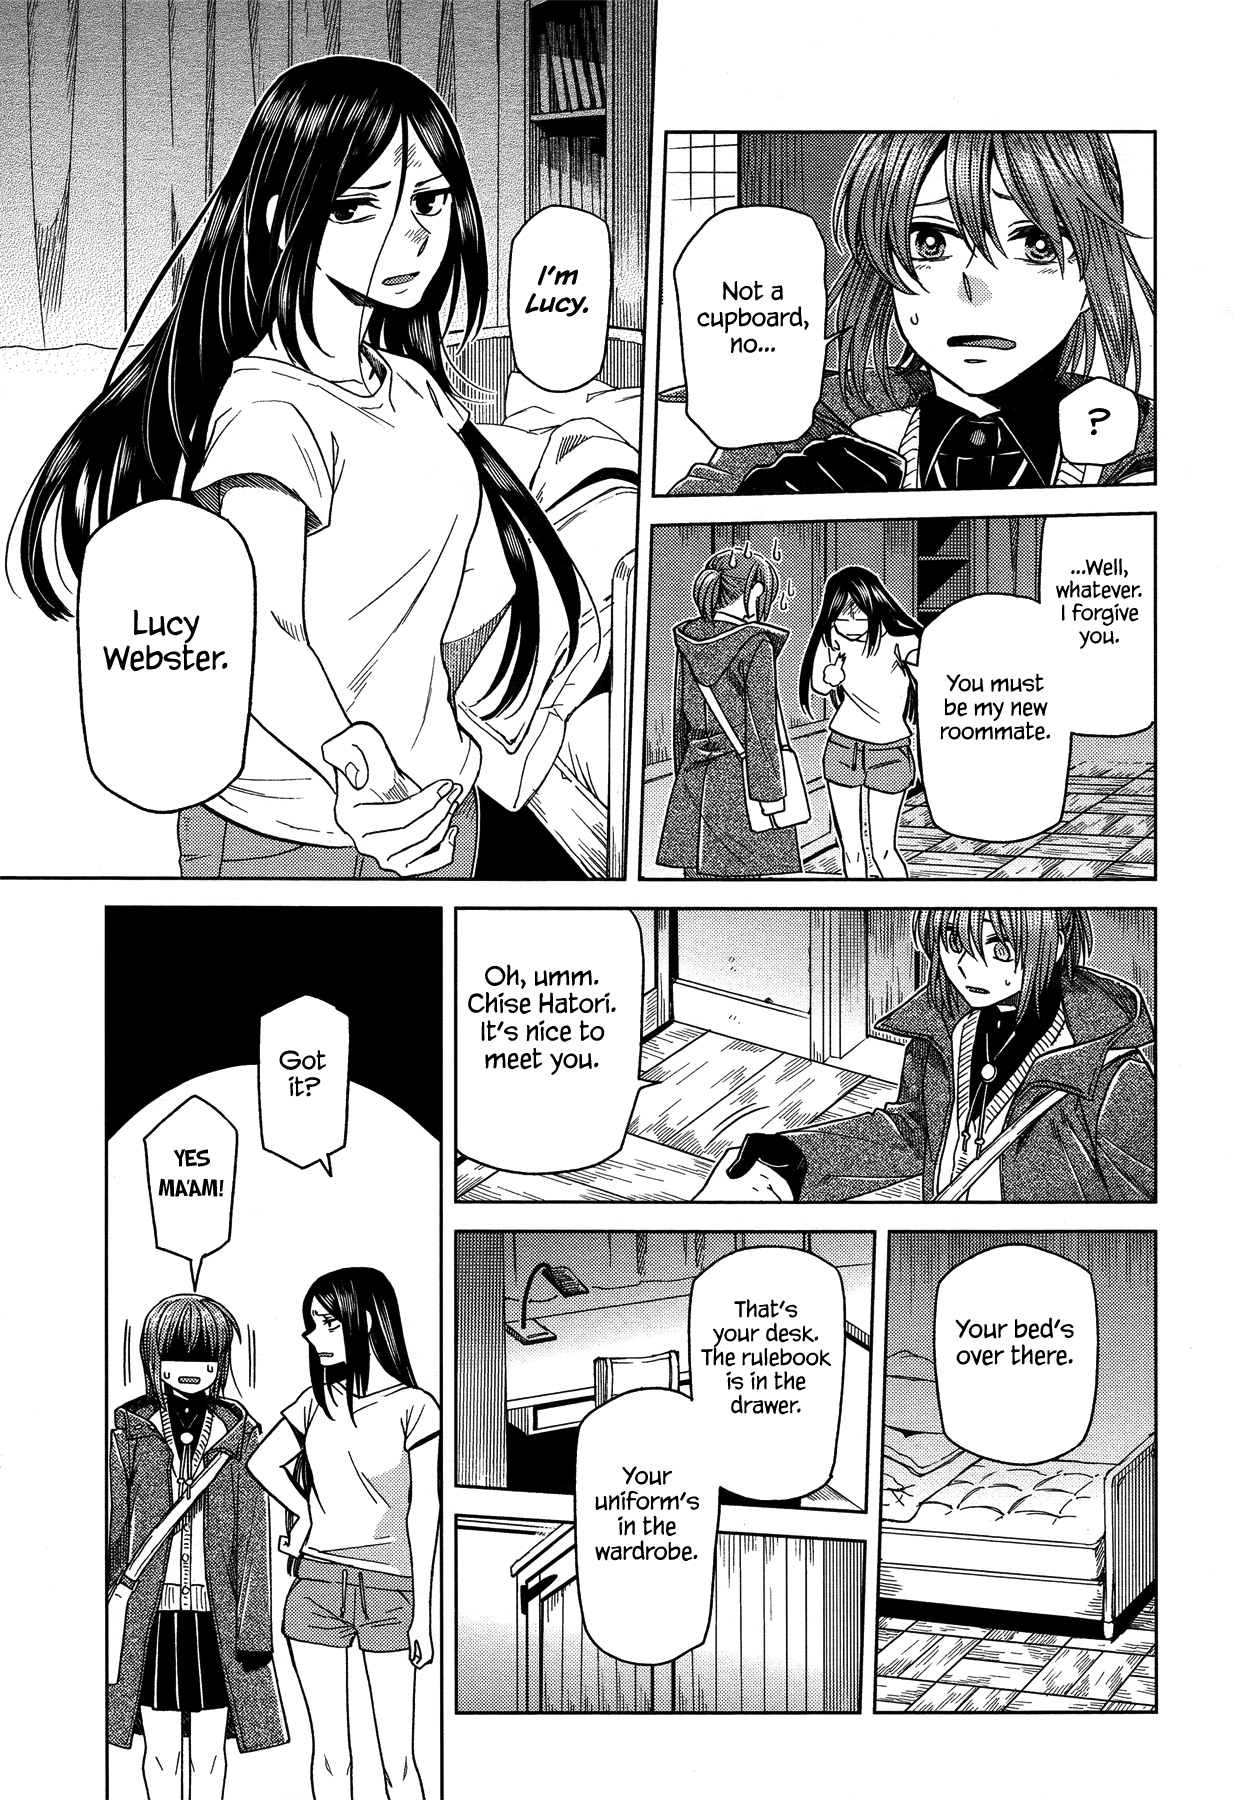 Not a
cupboard,
no...
?
...Well,
whatever.
I forgive
you.
You must
be my new
roommate.
I'm
Lucy.
Lucy
Webster.
Oh, umm.
Chise Hatori.
It's nice to
meet you.
Your bed's
over there.
That's
your desk.
The rulebook
is in the
drawer.
Your
uniform's
in the
wardrobe.
Got
it?
YES
MA'AM!